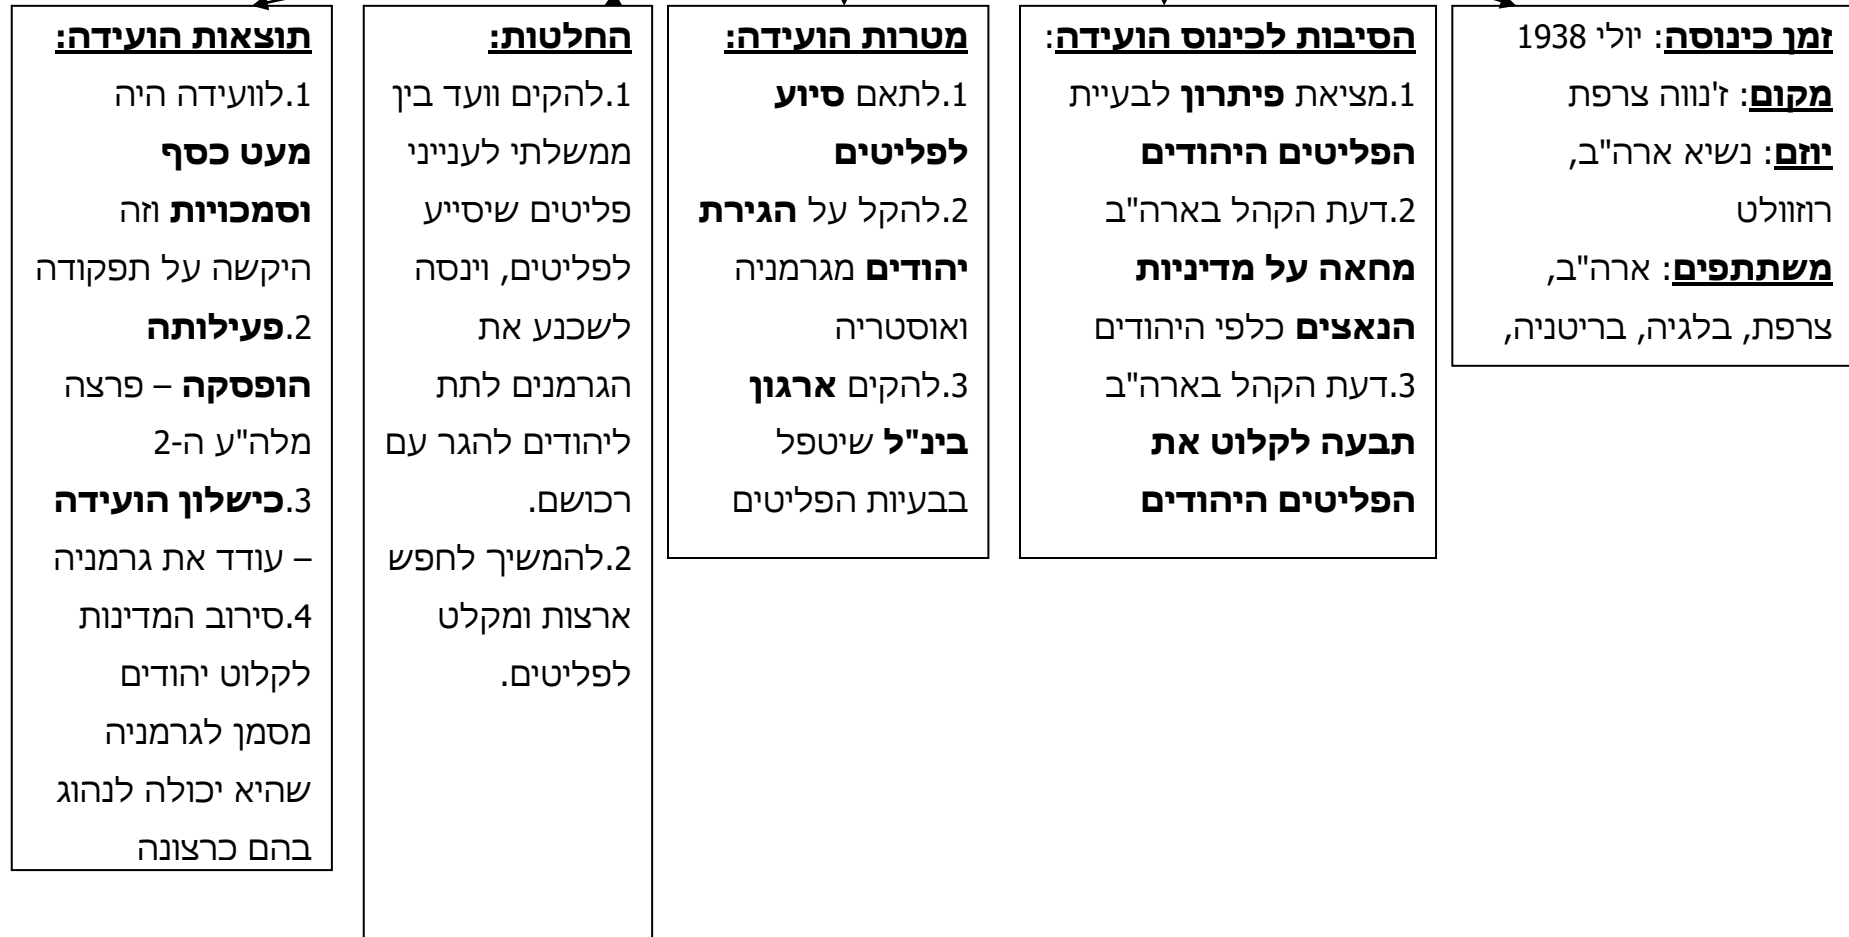 זמן כינוסה: יולי 1938
מקום: ז'נווה צרפת
יוזם: נשיא ארה"ב,
רוזוולט
משתתפים: ארה"ב,
צרפת, בלגיה, בריטניה,
הסיבות לכינוס הועידה:
1.מציאת פיתרון לבעיית
הפליטים היהודים
2.דעת הקהל בארה"ב
מחאה על מדיניות
הנאצים כלפי היהודים
3.דעת הקהל בארה"ב
תבעה לקלוט את
הפליטים היהודים
מטרות הועידה:
1.לתאם סיוע
לפליטים
2.להקל על הגירת
יהודים מגרמניה
ואוסטריה
3.להקים ארגון
בינ"ל שיטפל
בבעיות הפליטים
החלטות:
1.להקים וועד בין
ממשלתי לענייני
פליטים שיסייע
לפליטים, וינסה
לשכנע את
הגרמנים לתת
ליהודים להגר עם
רכושם.
2.להמשיך לחפש
ארצות ומקלט
לפליטים.
תוצאות הועידה:
1.לוועידה היה
מעט כסף
וסמכויות וזה
היקשה על תפקודה
2.פעילותה
הופסקה – פרצה
מלה"ע ה-2
3.כישלון הועידה
– עודד את גרמניה
4.סירוב המדינות
לקלוט יהודים
מסמן לגרמניה
שהיא יכולה לנהוג
בהם כרצונה